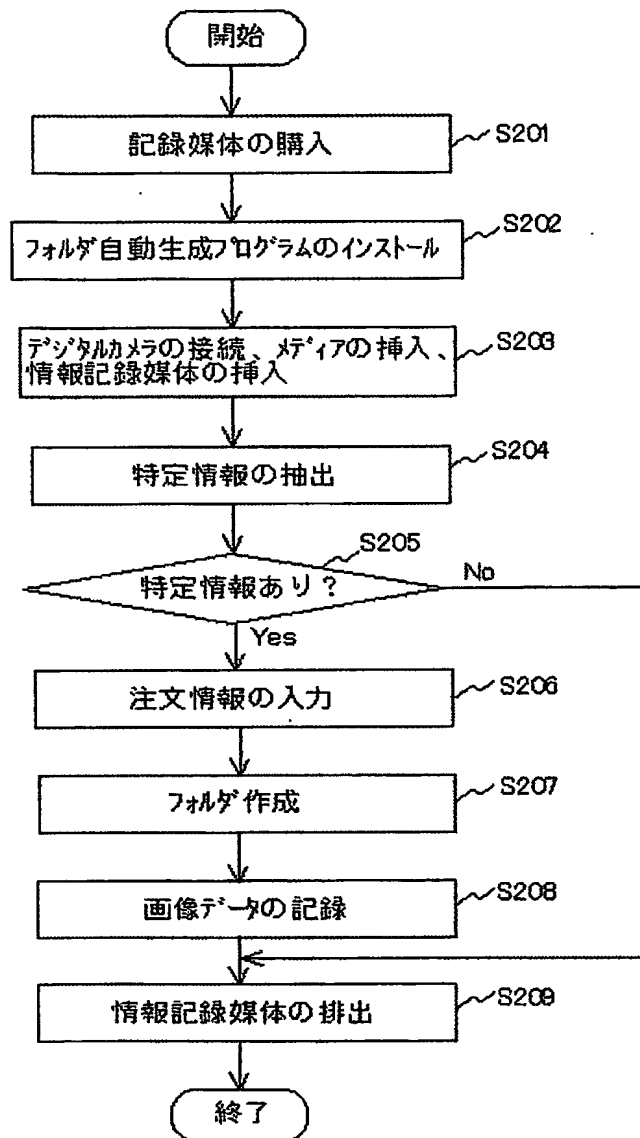 開始
記録媒体の購入
S201
フォルダ自動生成プログラムのインストール
S202
デジタルカメラの接続、メディアの挿入、
情報記録媒体の挿入
S203
特定情報の抽出
S204
特定情報あり？
S205
No
Yes
注文情報の入力
S206
フォルダ作成
S207
画像データの記録
S208
情報記録媒体の排出
S209
終了